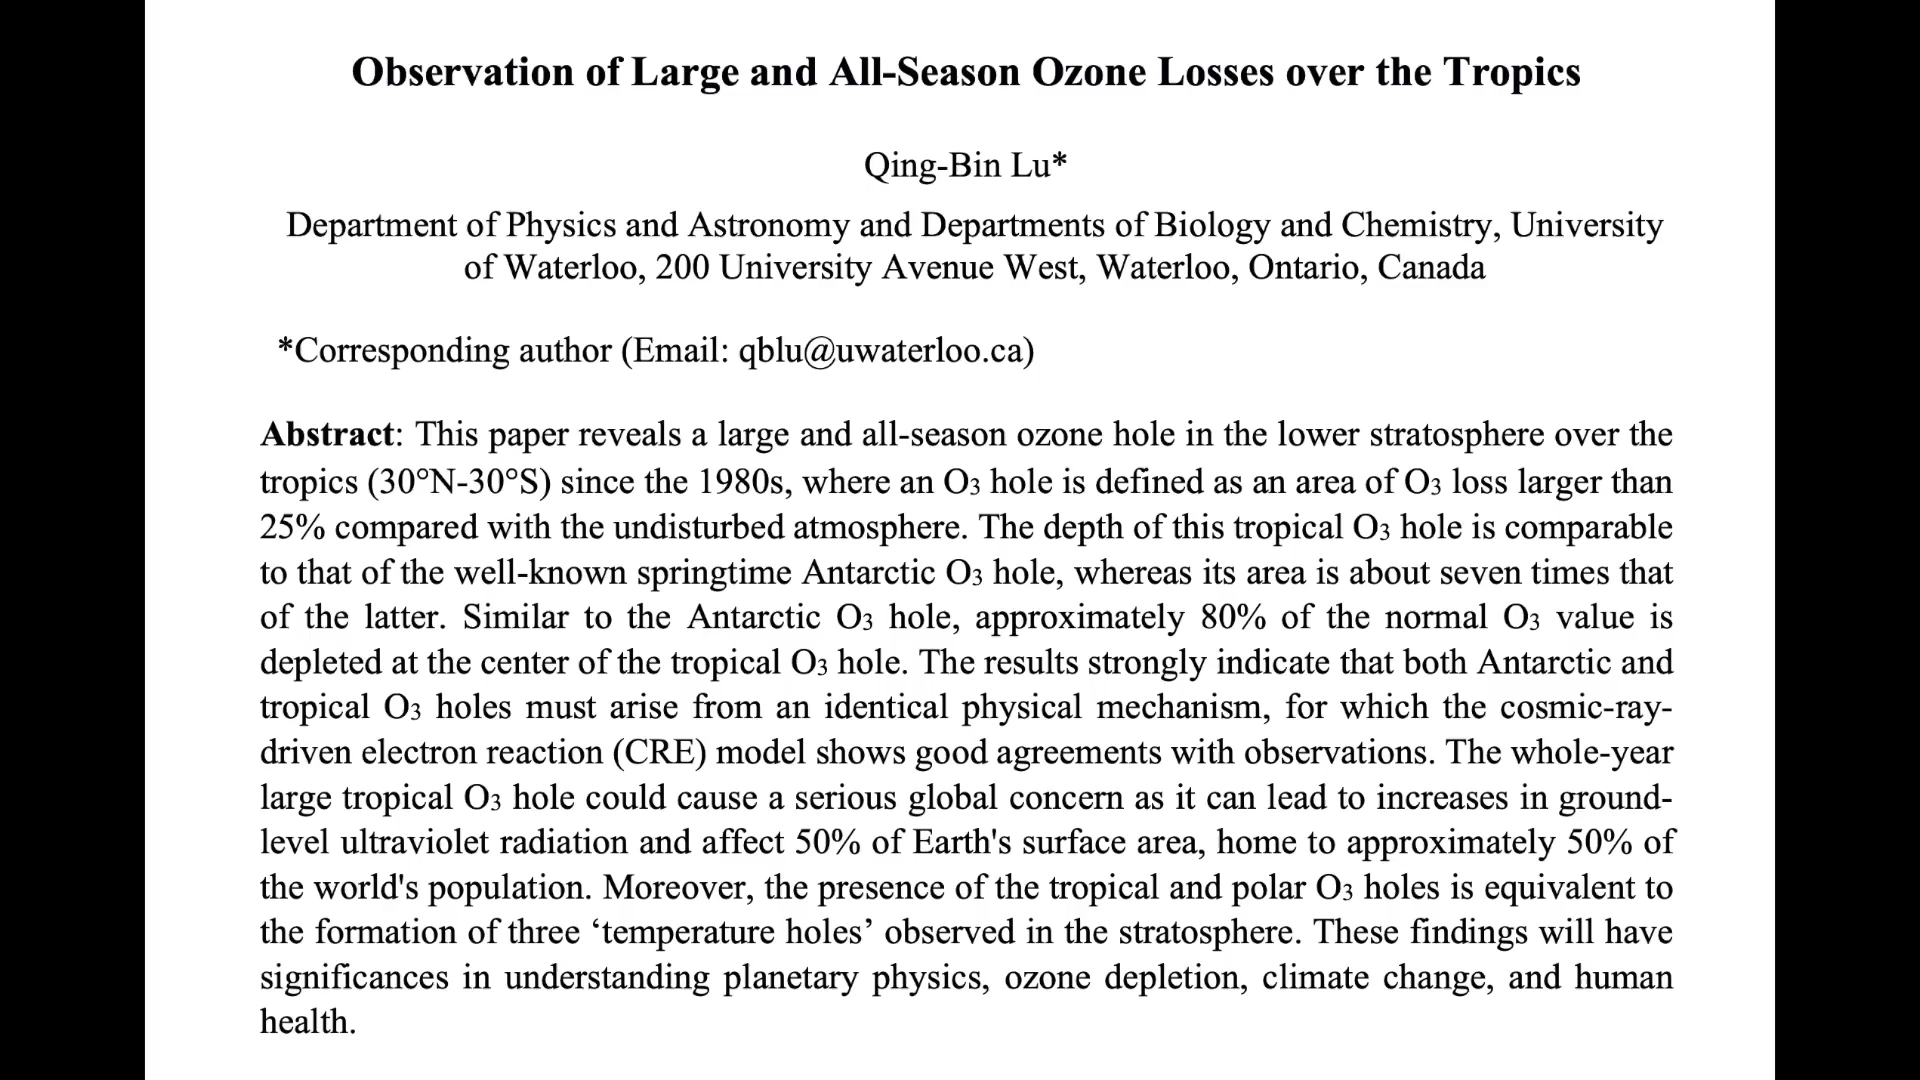 Observation of Large and All-Season Ozone Losses over the Tropics
Qing-Bin Lu*
Department of Physics and Astronomy and Departments of Biology and Chemistry, University
of Waterloo, 200 University Avenue West, Waterloo, Ontario, Canada
*Corresponding author (Email: qblu@uwaterloo.ca)
Abstract: This paper reveals a large and all-season ozone hole in the lower stratosphere over the
tropics (30°N-30°S) since the 1980s, where an O3 hole is defined as an area of O3 loss larger than
25% compared with the undisturbed atmosphere. The depth of this tropical O3 hole is comparable
to that of the well-known springtime Antarctic O3 hole, whereas its area is about seven times that
of the latter. Similar to the Antarctic O3 hole, approximately 80% of the normal O3 value is
depleted at the center of the tropical O3 hole. The results strongly indicate that both Antarctic and
tropical O3 holes must arise from an identical physical mechanism, for which the cosmic-ray-
driven electron reaction (CRE) model shows good agreements with observations. The whole-year
large tropical O3 hole could cause a serious global concern as it can lead to increases in ground-
level ultraviolet radiation and affect 50% of Earth's surface area, home to approximately 50% of
the world's population. Moreover, the presence of the tropical and polar O3 holes is equivalent to
the formation of three ‘temperature holes’ observed in the stratosphere. These findings will have
significances in understanding planetary physics, ozone depletion, climate change, and human
health.